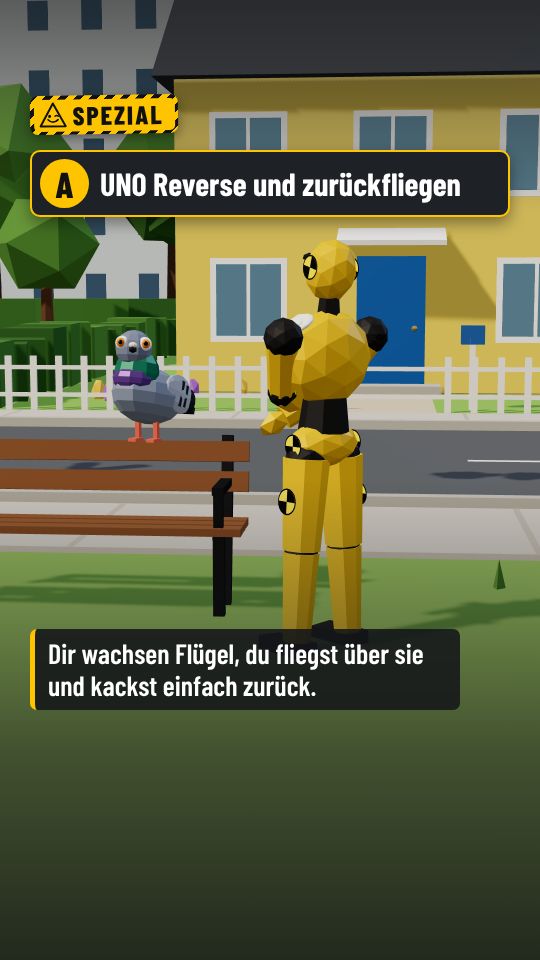 SPEZIAL
A UNO Reverse und zurückfliegen
Dir wachsen Flügel, du fliegst über sie
und kackst einfach zurück.